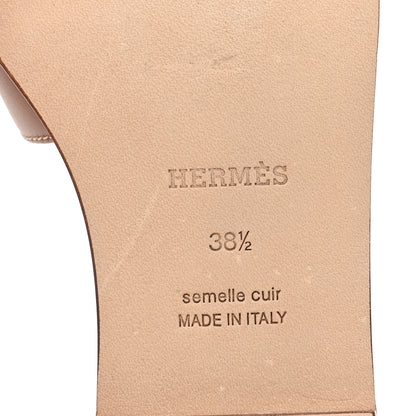 HERMÈS
38½
semelle cuir
MADE IN ITALY